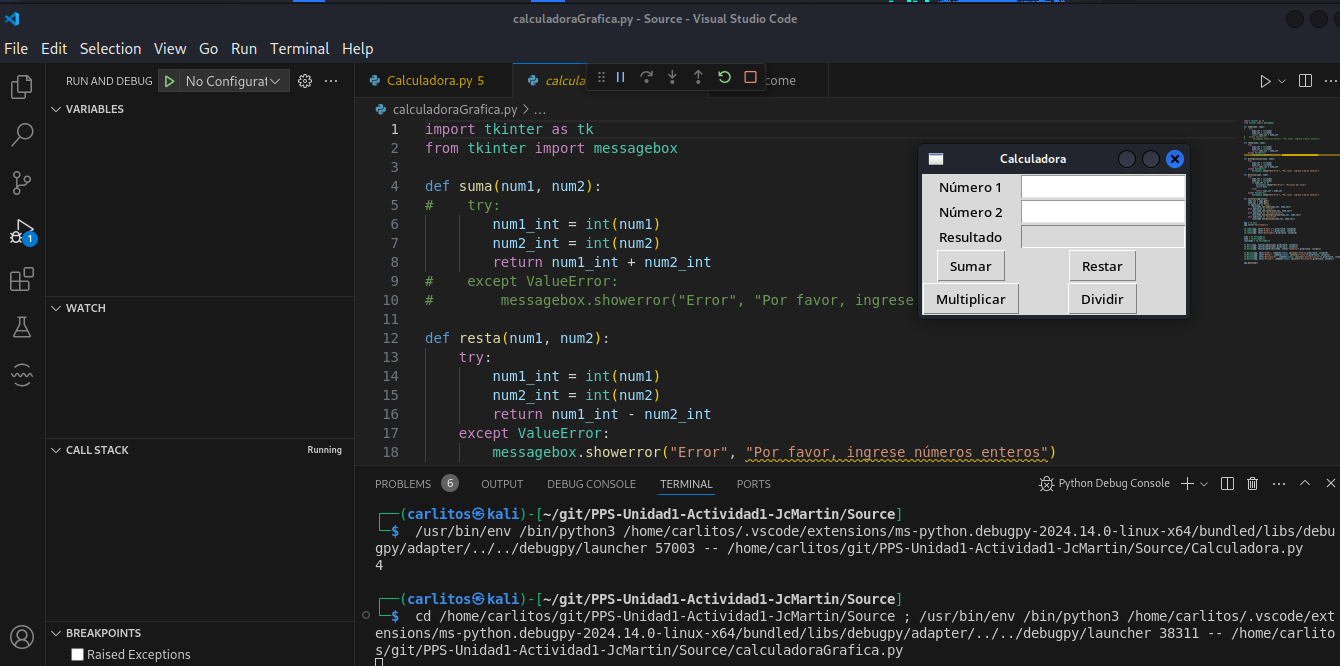 calculadoraGrafica.py - Source - Visual Studio Code
File Edit Selection View Go Run Terminal Help
RUN AND DEBUG No Configurat
Calculadora.py 5
calcula
come
VARIABLES
calculadoraGrafica.py > ...
1 import tkinter as tk
2 from tkinter import messagebox
3
4 def suma(num1, num2):
5 #    try:
6         num1_int = int(num1)
7         num2_int = int(num2)
8         return num1_int + num2_int
9 #    except ValueError:
10 #        messagebox.showerror("Error", "Por favor, ingrese
11
12 def resta(num1, num2):
13     try:
14         num1_int = int(num1)
15         num2_int = int(num2)
16         return num1_int - num2_int
17     except ValueError:
18         messagebox.showerror("Error", "Por favor, ingrese números enteros")
Calculadora
Número 1
Número 2
Resultado
Sumar Restar
Multiplicar Dividir
1
WATCH
CALL STACK Running
BREAKPOINTS
Raised Exceptions
PROBLEMS 6 OUTPUT DEBUG CONSOLE TERMINAL PORTS Python Debug Console
┌──(carlitos㉿kali)-[~/git/PPS-Unidad1-Actividad1-JcMartin/Source]
└─$ /usr/bin/env /bin/python3 /home/carlitos/.vscode/extensions/ms-python.debugpy-2024.14.0-linux-x64/bundled/libs/debu
gpy/adapter/../../debugpy/launcher 57003 -- /home/carlitos/git/PPS-Unidad1-Actividad1-JcMartin/Source/Calculadora.py
4
┌──(carlitos㉿kali)-[~/git/PPS-Unidad1-Actividad1-JcMartin/Source]
└─$ cd /home/carlitos/git/PPS-Unidad1-Actividad1-JcMartin/Source ; /usr/bin/env /bin/python3 /home/carlitos/.vscode/ext
ensions/ms-python.debugpy-2024.14.0-linux-x64/bundled/libs/debugpy/adapter/../../debugpy/launcher 38311 -- /home/carlito
s/git/PPS-Unidad1-Actividad1-JcMartin/Source/calculadoraGrafica.py